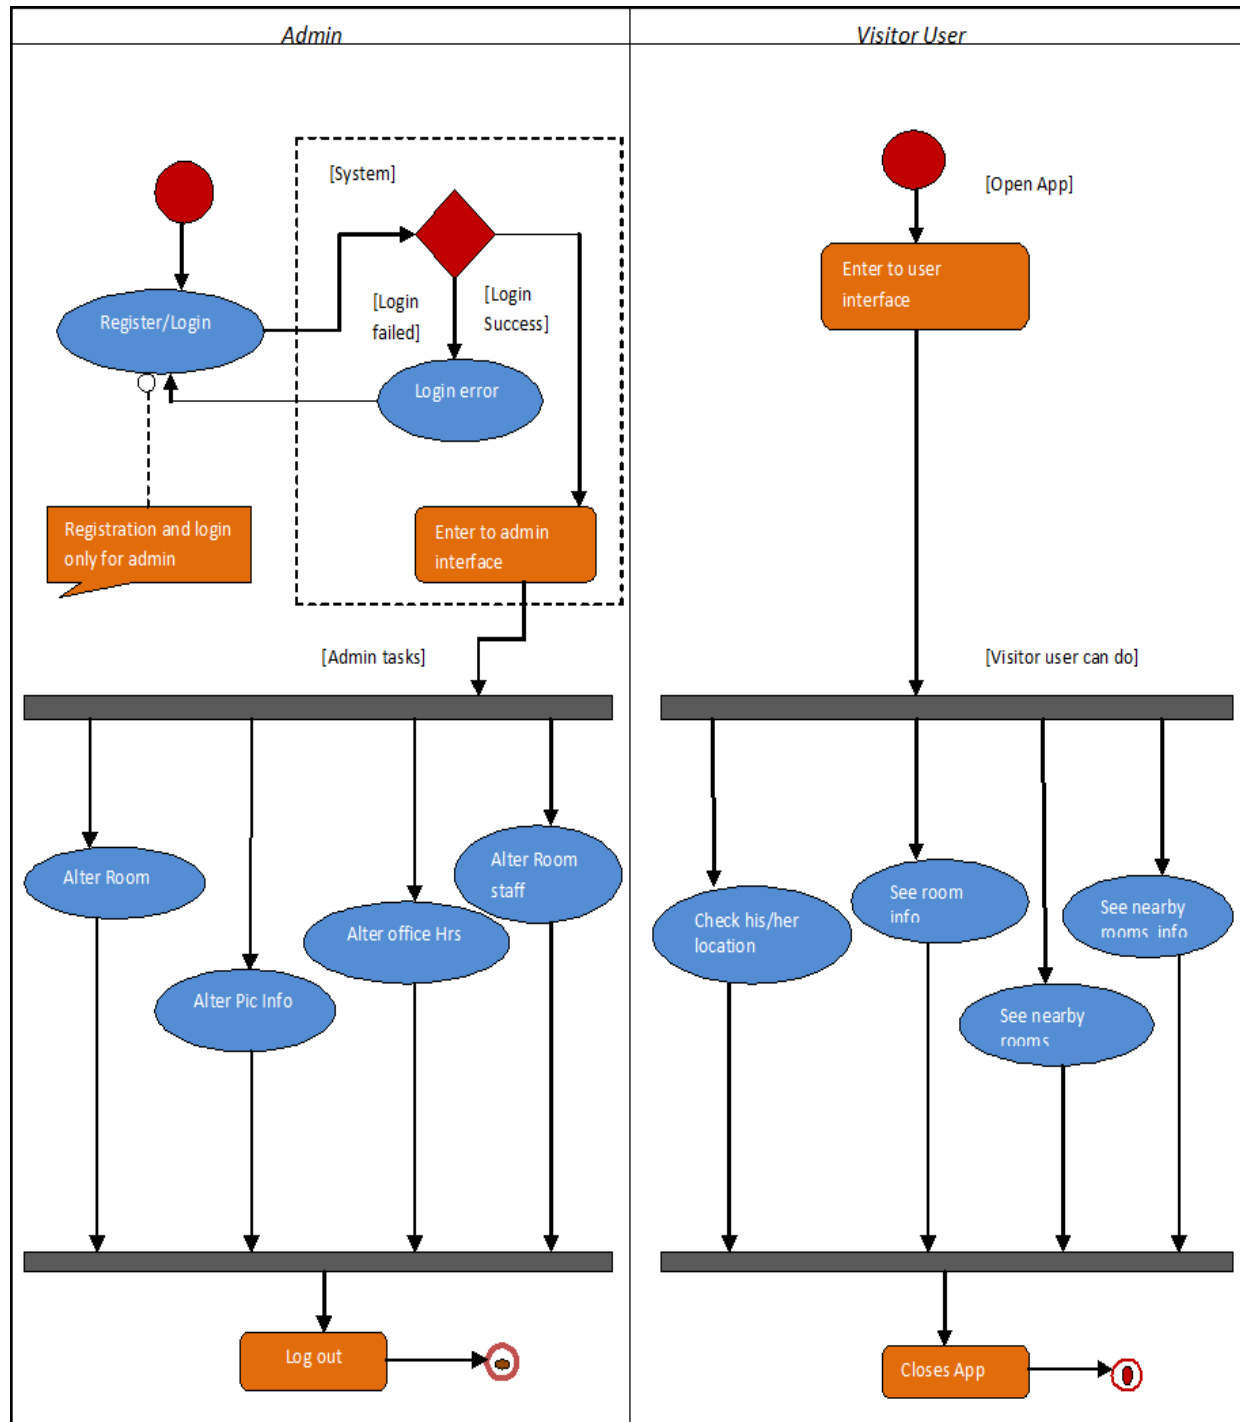 Admin
Visitor User
[System]
[Open App]
Enter to user
interface
Register/Login
[Login
failed]
[Login
Success]
Login error
Registration and login
only for admin
Enter to admin
interface
[Admin tasks]
[Visitor user can do]
Alter Room
Alter Pic Info
Alter office Hrs
Alter Room
staff
Check his/her
location
See room
info
See nearby
rooms
See nearby
rooms info
Log out
Closes App